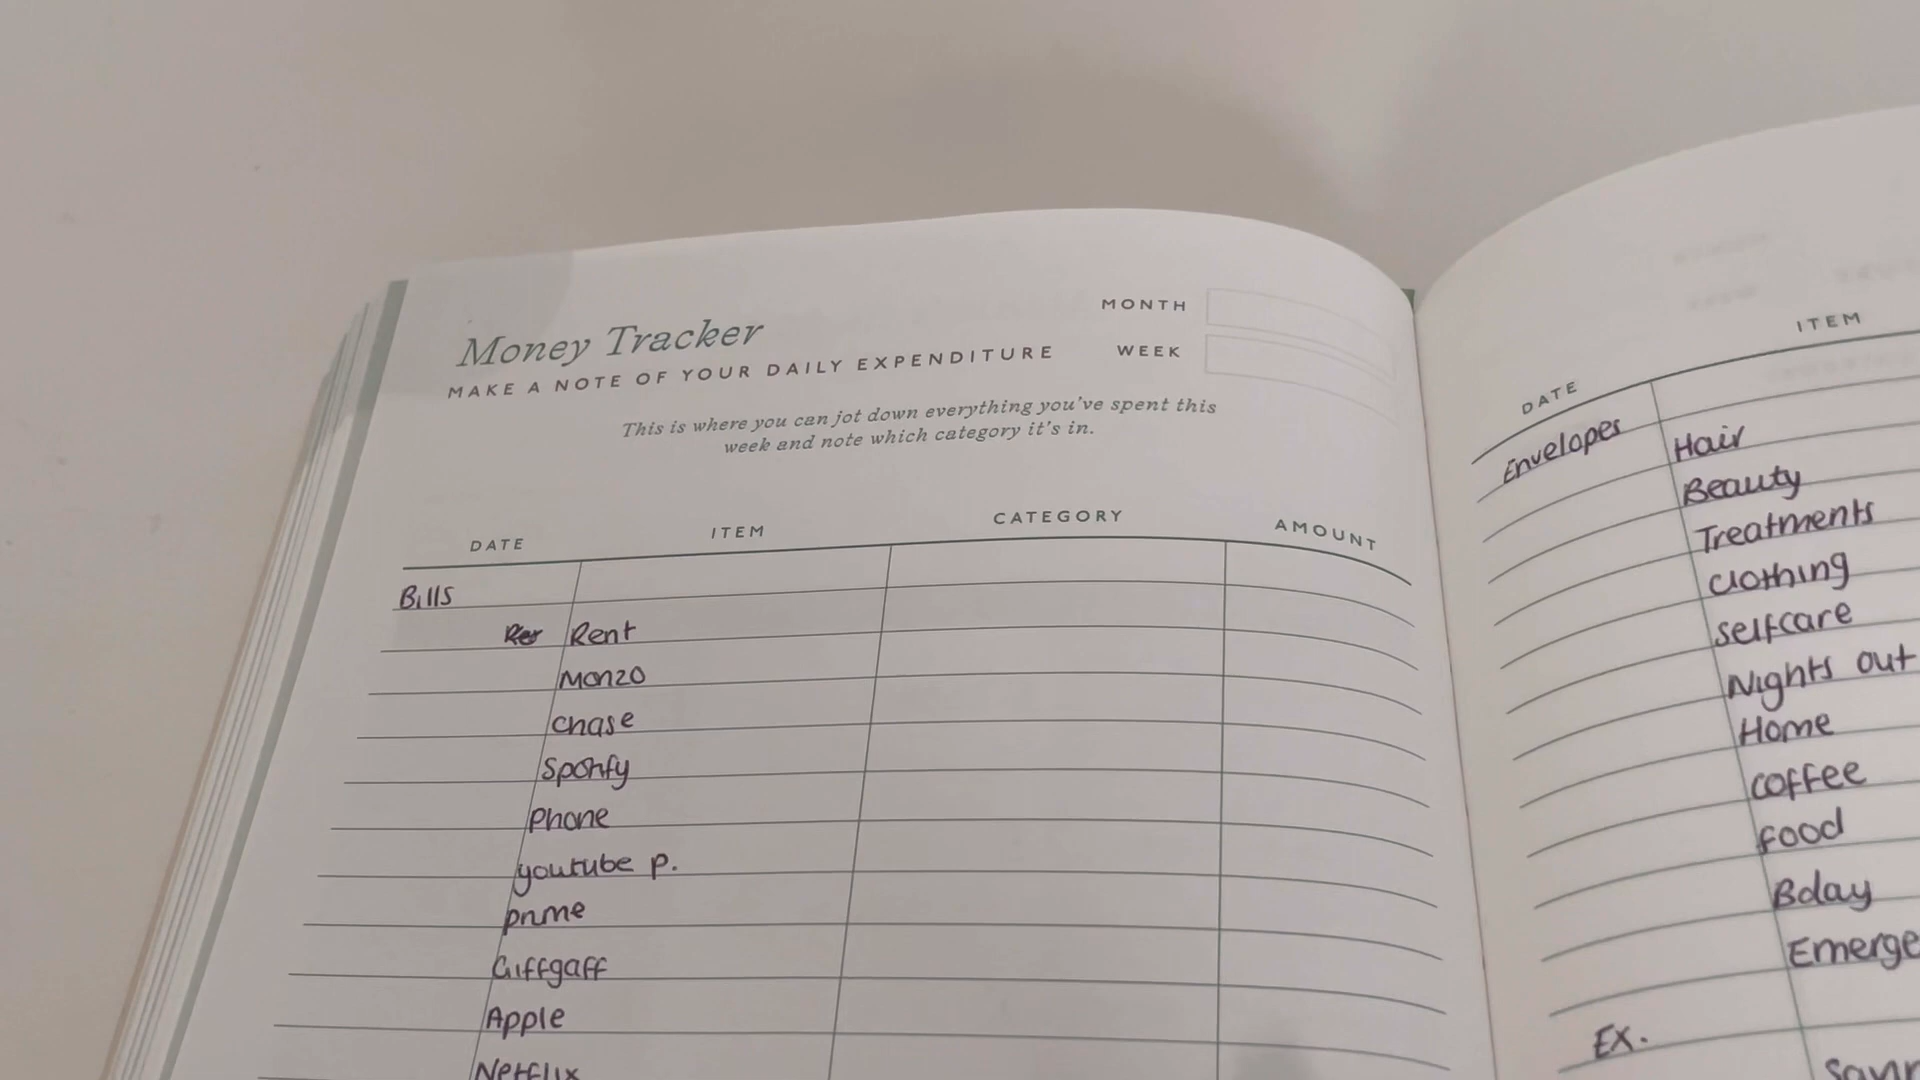 Money Tracker
MONTH
MAKE A NOTE OF YOUR DAILY EXPENDITURE
WEEK
This is where you can jot down everything you've spent this
week and note which category it's in.
DATE ITEM CATEGORY AMOUNT
Bills
Rent
Monzo
chase
Spotify
Phone
youtube p.
prime
Giffgaff
Apple
Netflix
DATE ITEM
Envelopes Hair
Beauty
Treatments
clothing
selfcare
Nights out
Home
coffee
food
Bday
Emerge
EX.